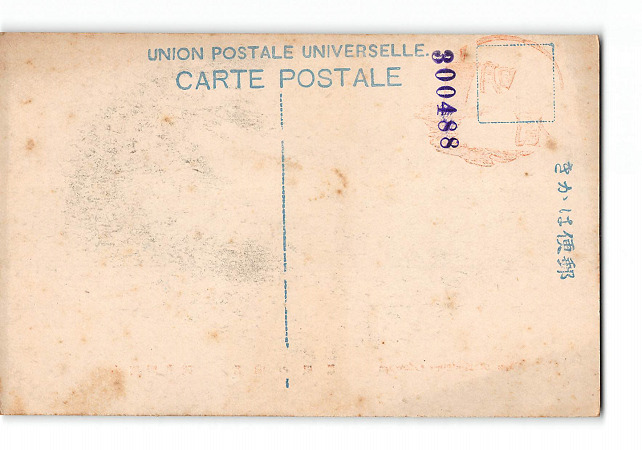 UNION POSTALE UNIVERSELLE.
CARTE POSTALE
300488
きかは便郵